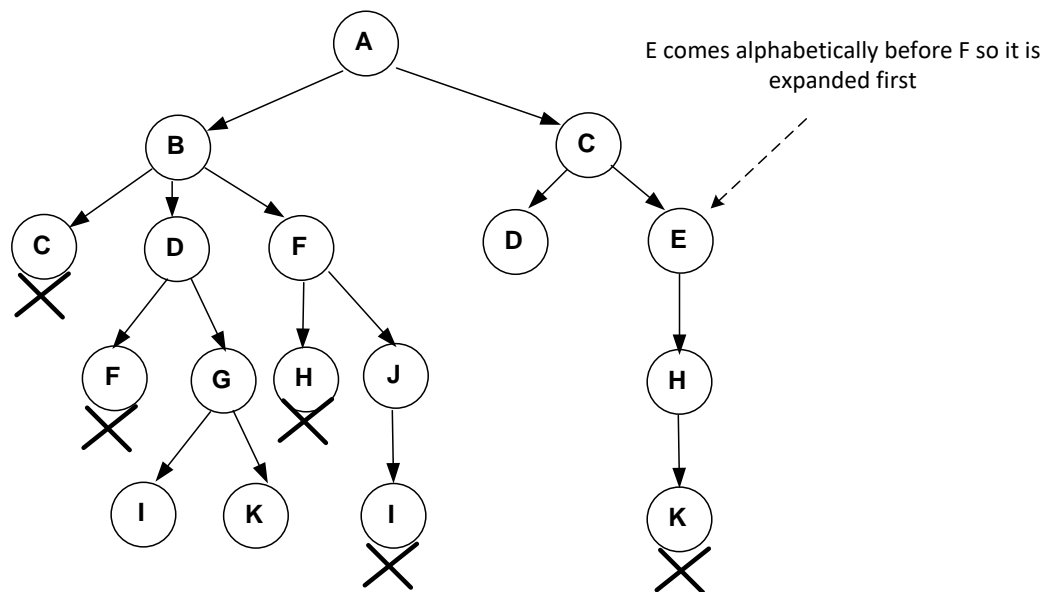 A
E comes alphabetically before F so it is
expanded first
B
C
C
D
F
D
E
F
G
H
J
H
I
K
I
K